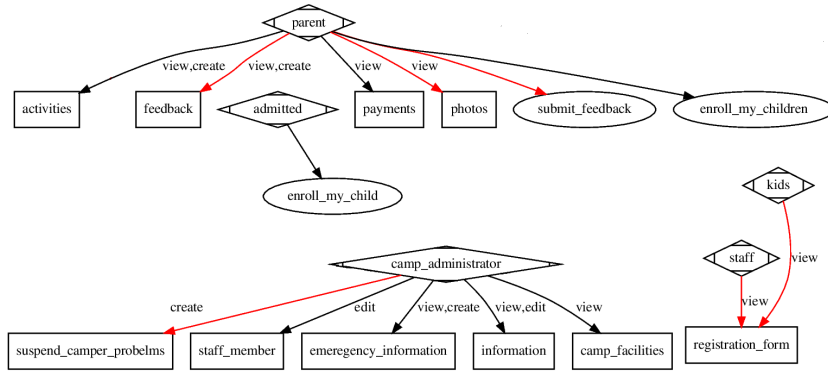 parent
view,create
view,create
view
view
activities
feedback
admitted
payments
photos
submit_feedback
enroll_my_children
enroll_my_child
kids
camp_administrator
staff
view
create
edit
view,create
view,edit
view
view
suspend_camper_probelms
staff_member
emeregency_information
information
camp_facilities
registration_form